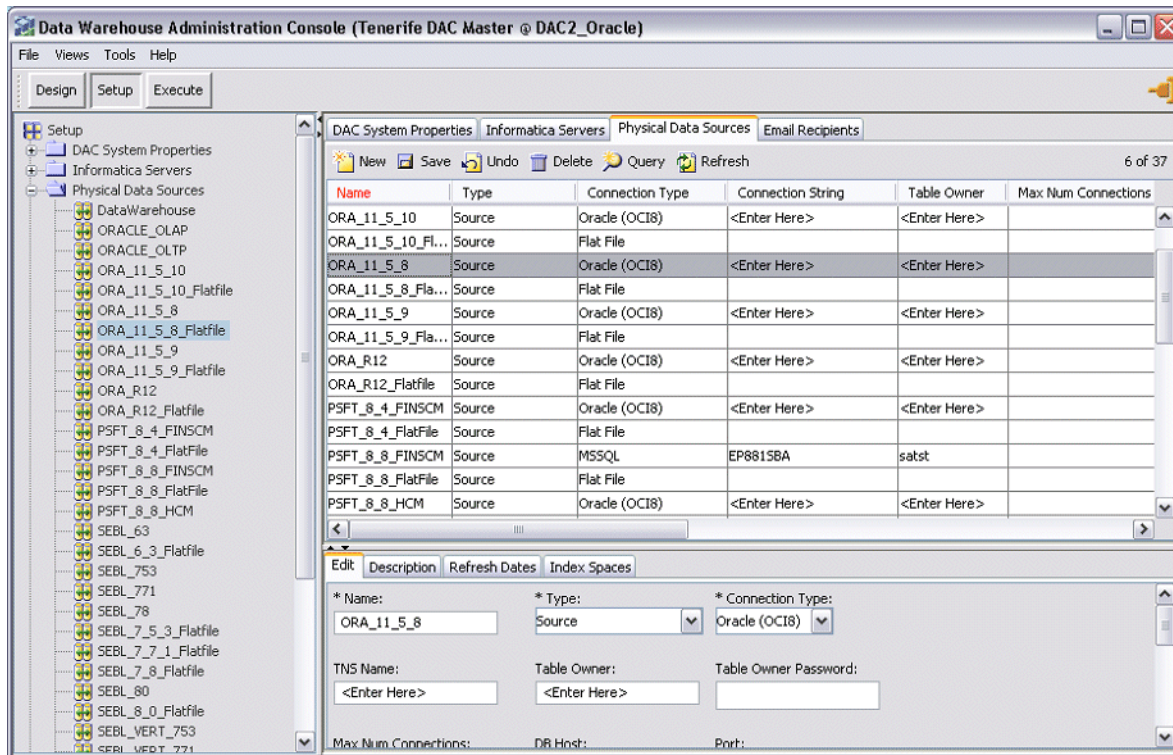 Data Warehouse Administration Console (Tenerife DAC Master @ DAC2_Oracle)
File Views Tools Help
Design Setup Execute
Setup
DAC System Properties
Informatica Servers
Physical Data Sources
DataWarehouse
ORACLE_OLAP
ORACLE_OLTP
ORA_11_5_10
ORA_11_5_10_Flatfile
ORA_11_5_8
ORA_11_5_8_Flatfile
ORA_11_5_9
ORA_11_5_9_Flatfile
ORA_R12
ORA_R12_Flatfile
PSFT_8_4_FINSCM
PSFT_8_4_FlatFile
PSFT_8_8_FINSCM
PSFT_8_8_FlatFile
PSFT_8_8_HCM
SEBL_63
SEBL_6_3_Flatfile
SEBL_753
SEBL_771
SEBL_78
SEBL_7_5_3_Flatfile
SEBL_7_7_1_Flatfile
SEBL_7_8_Flatfile
SEBL_80
SEBL_8_0_Flatfile
SEBL_VERT_753
SEBL_VERT_771
DAC System Properties Informatica Servers Physical Data Sources Email Recipients
New Save Undo Delete Query Refresh 6 of 37
Name Type Connection Type Connection String Table Owner Max Num Connections
ORA_11_5_10 Source Oracle (OCI8) <Enter Here> <Enter Here>
ORA_11_5_10_Fl... Source Flat File
ORA_11_5_8 Source Oracle (OCI8) <Enter Here> <Enter Here>
ORA_11_5_8_Fla... Source Flat File
ORA_11_5_9 Source Oracle (OCI8) <Enter Here> <Enter Here>
ORA_11_5_9_Fla... Source Flat File
ORA_R12 Source Oracle (OCI8) <Enter Here> <Enter Here>
ORA_R12_Flatfile Source Flat File
PSFT_8_4_FINSCM Source Oracle (OCI8) <Enter Here> <Enter Here>
PSFT_8_4_FlatFile Source Flat File
PSFT_8_8_FINSCM Source MSSQL EP881SBA satst
PSFT_8_8_FlatFile Source Flat File
PSFT_8_8_HCM Source Oracle (OCI8) <Enter Here> <Enter Here>
Edit Description Refresh Dates Index Spaces
* Name: * Type: * Connection Type:
ORA_11_5_8 Source Oracle (OCI8)
TNS Name: Table Owner: Table Owner Password:
<Enter Here> <Enter Here>
Max Num Connections: DB Host: Port: